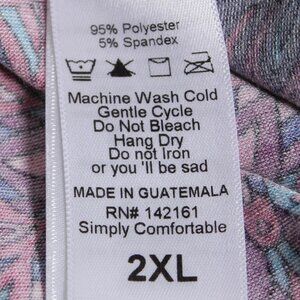 95% Polyester
5% Spandex
Machine Wash Cold
Gentle Cycle
Do Not Bleach
Hang Dry
Do not Iron
or you 'll be sad
MADE IN GUATEMALA
RN# 142161
Simply Comfortable
2XL